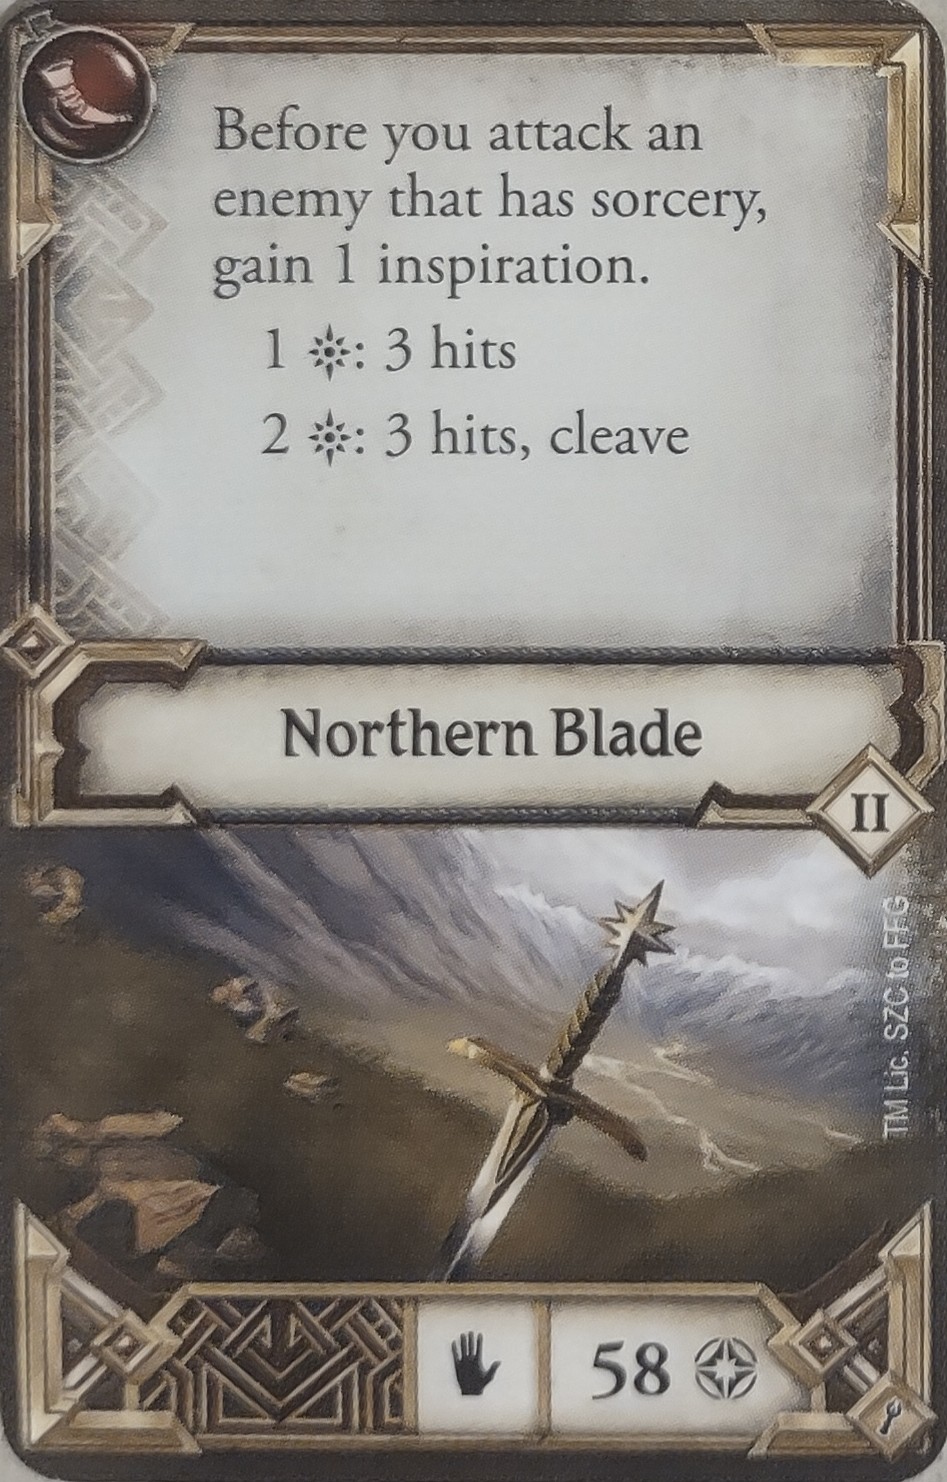 Before you attack an
enemy that has sorcery,
gain 1 inspiration.
1 ✴: 3 hits
2 ✴: 3 hits, cleave
Northern Blade
II
TM Lic. SZC to FFG
58